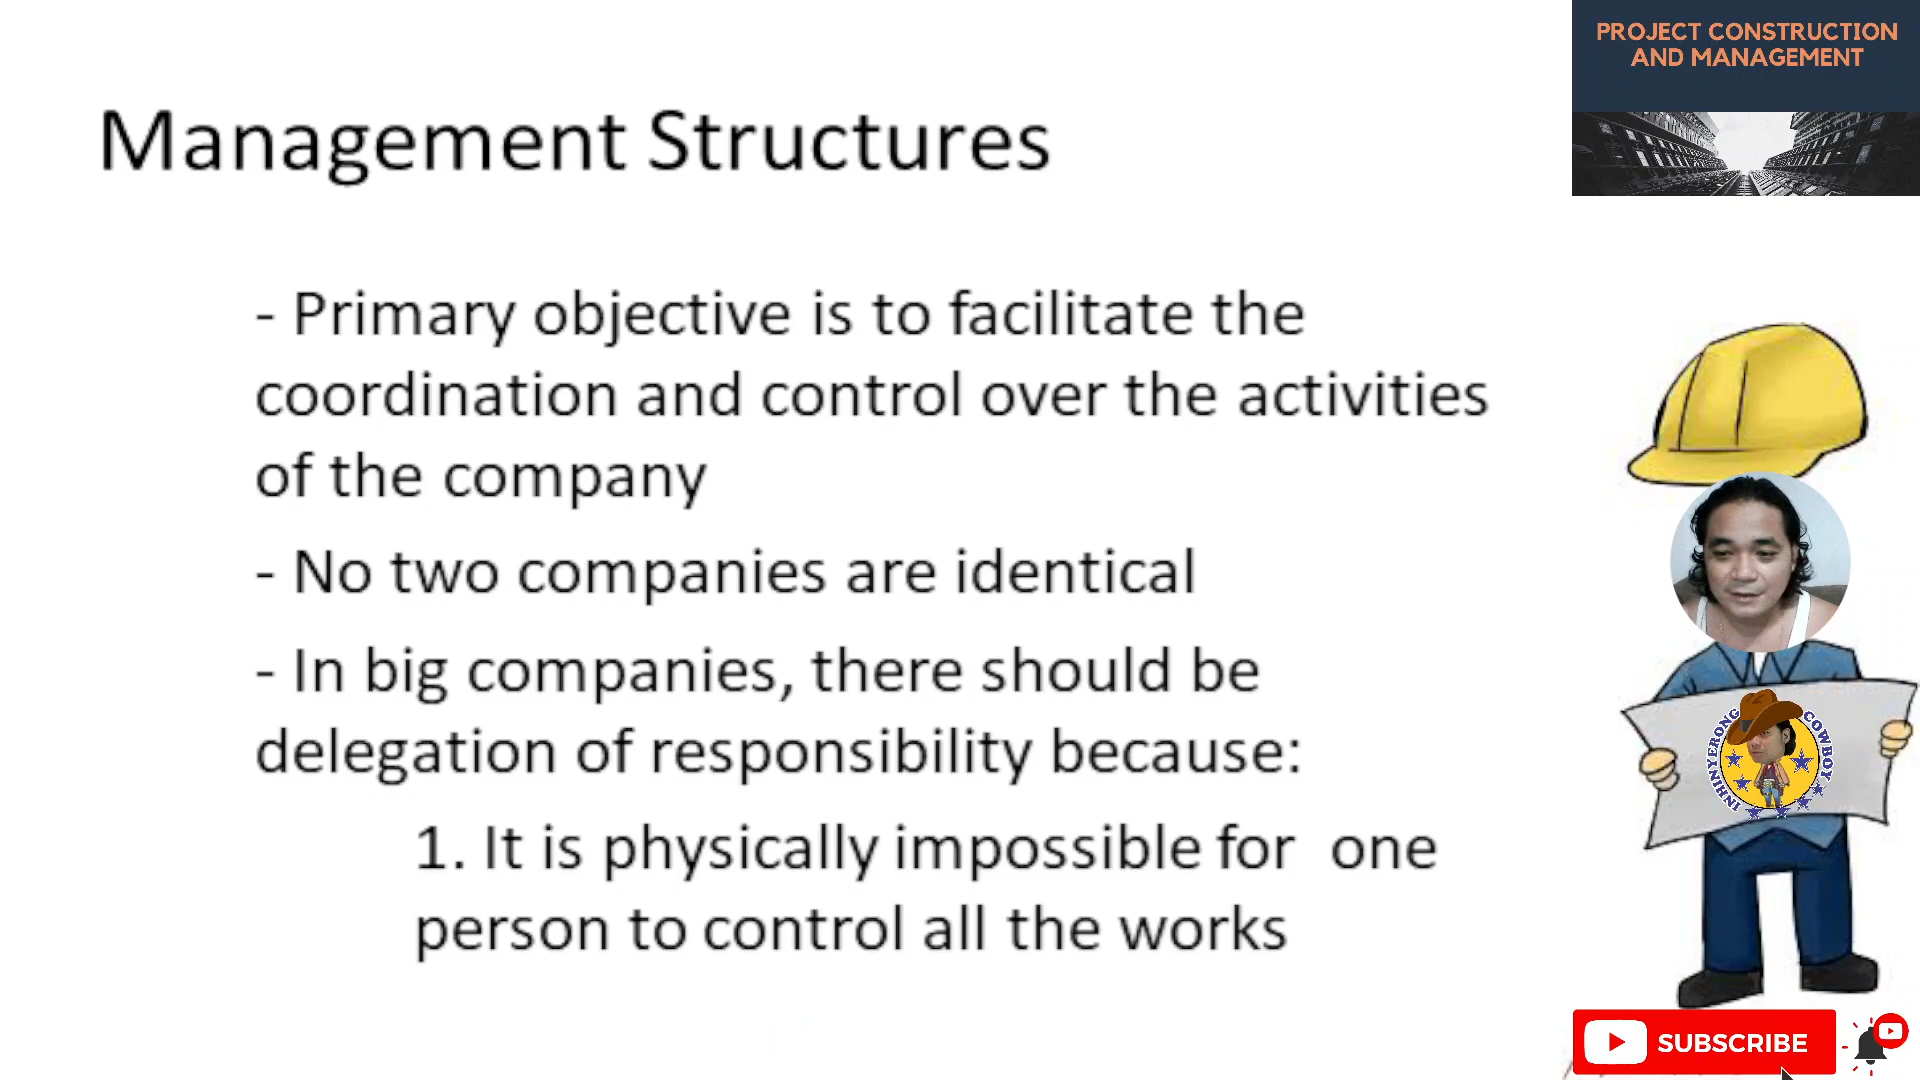 PROJECT CONSTRUCTION
AND MANAGEMENT
Management Structures
- Primary objective is to facilitate the
coordination and control over the activities
of the company
- No two companies are identical
- In big companies, there should be
delegation of responsibility because:
1. It is physically impossible for one
person to control all the works
INHINYERONG COWBOY
SUBSCRIBE